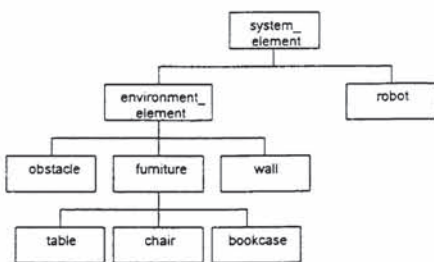 system_
element
environment_
element
robot
obstacle
furniture
wall
table
chair
bookcase